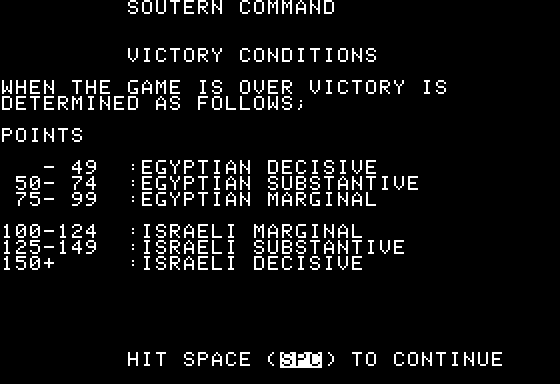 SOUTERN COMMAND
VICTORY CONDITIONS
WHEN THE GAME IS OVER VICTORY IS
DETERMINED AS FOLLOWS;
POINTS
- 49 :EGYPTIAN DECISIVE
50- 74 :EGYPTIAN SUBSTANTIVE
75- 99 :EGYPTIAN MARGINAL
100-124 :ISRAELI MARGINAL
125-149 :ISRAELI SUBSTANTIVE
150+ :ISRAELI DECISIVE
HIT SPACE (SPC) TO CONTINUE